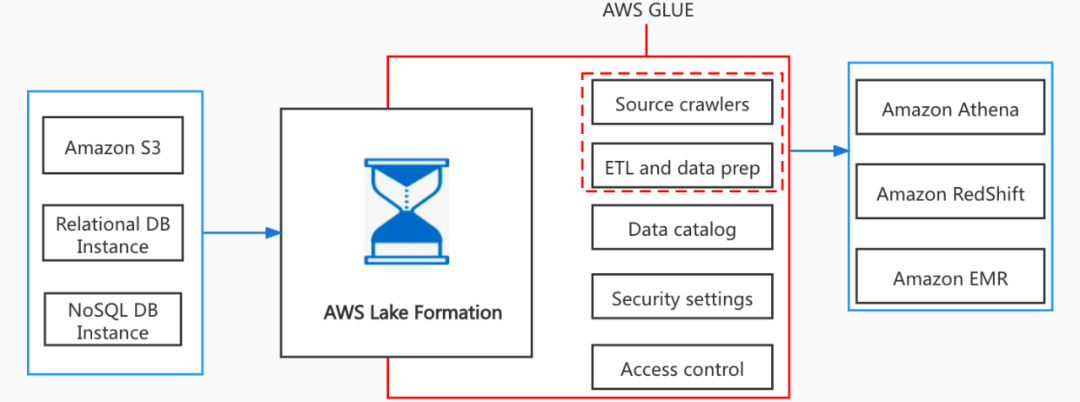 AWS GLUE
Amazon S3
Relational DB
Instance
NoSQL DB
Instance
AWS Lake Formation
Source crawlers
ETL and data prep
Data catalog
Security settings
Access control
Amazon Athena
Amazon RedShift
Amazon EMR